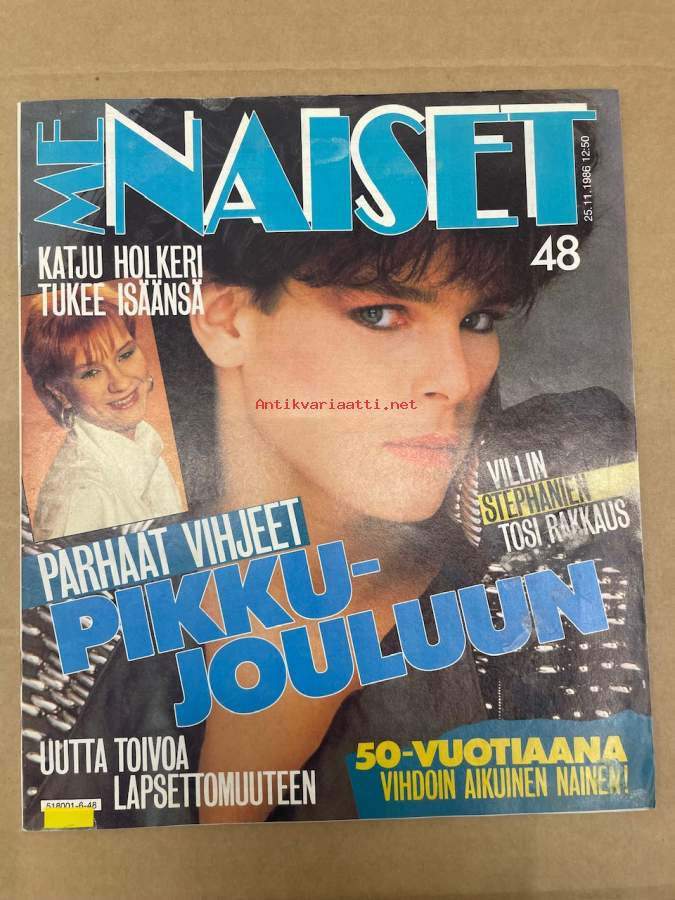 ME NAISET
25.11.1986 12:50
48
KATJU HOLKERI
TUKEE ISÄÄNSÄ
Antikvariaatti.net
VILLIN
STEPHANIEN
TOSI RAKKAUS
PARHAAT VIHJEET
PIKKU-
JOULUUN
UUTTA TOIVOA
LAPSETTOMUUTEEN
50-VUOTIAANA
VIHDOIN AIKUINEN NAINEN!
518001-6-48